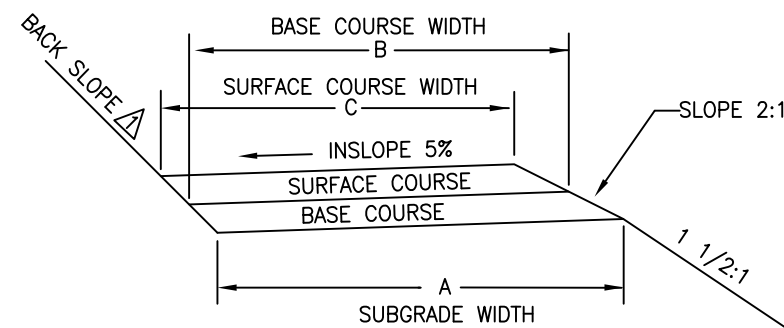 BASE COURSE WIDTH
B
BACK SLOPE 1
SURFACE COURSE WIDTH
C
SLOPE 2:1
INSLOPE 5%
SURFACE COURSE
BASE COURSE
1 1/2:1
A
SUBGRADE WIDTH